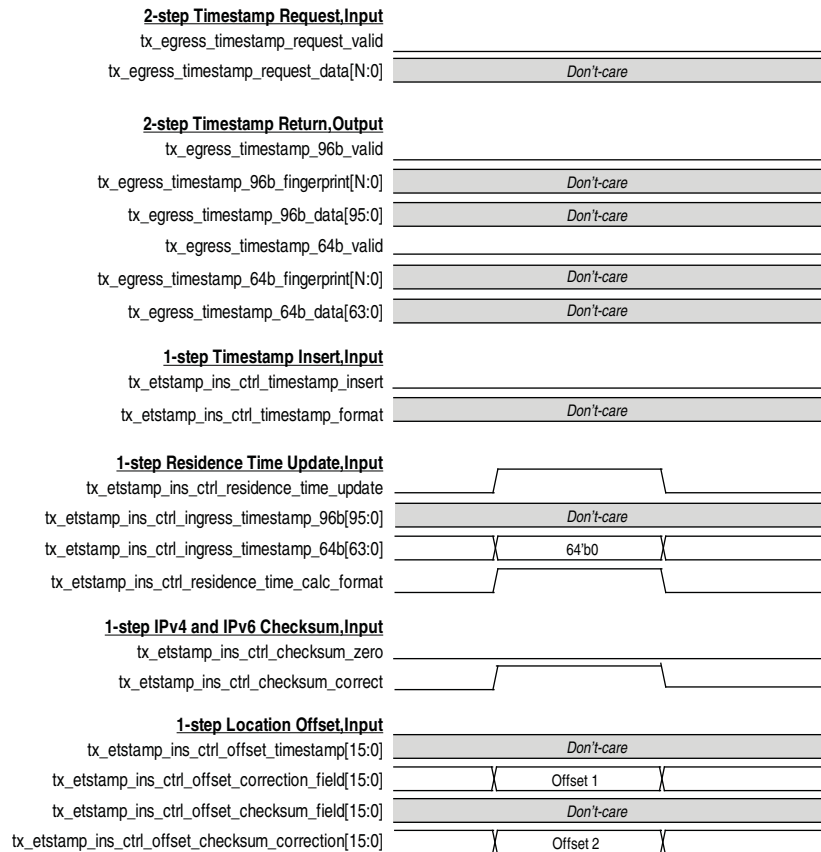 2-step Timestamp Request,Input
tx_egress_timestamp_request_valid
tx_egress_timestamp_request_data[N:0] Don't-care
2-step Timestamp Return,Output
tx_egress_timestamp_96b_valid
tx_egress_timestamp_96b_fingerprint[N:0] Don't-care
tx_egress_timestamp_96b_data[95:0] Don't-care
tx_egress_timestamp_64b_valid
tx_egress_timestamp_64b_fingerprint[N:0] Don't-care
tx_egress_timestamp_64b_data[63:0] Don't-care
1-step Timestamp Insert,Input
tx_etstamp_ins_ctrl_timestamp_insert
tx_etstamp_ins_ctrl_timestamp_format Don't-care
1-step Residence Time Update,Input
tx_etstamp_ins_ctrl_residence_time_update
tx_etstamp_ins_ctrl_ingress_timestamp_96b[95:0] Don't-care
tx_etstamp_ins_ctrl_ingress_timestamp_64b[63:0] 64'b0
tx_etstamp_ins_ctrl_residence_time_calc_format
1-step IPv4 and IPv6 Checksum,Input
tx_etstamp_ins_ctrl_checksum_zero
tx_etstamp_ins_ctrl_checksum_correct
1-step Location Offset,Input
tx_etstamp_ins_ctrl_offset_timestamp[15:0] Don't-care
tx_etstamp_ins_ctrl_offset_correction_field[15:0] Offset 1
tx_etstamp_ins_ctrl_offset_checksum_field[15:0] Don't-care
tx_etstamp_ins_ctrl_offset_checksum_correction[15:0] Offset 2